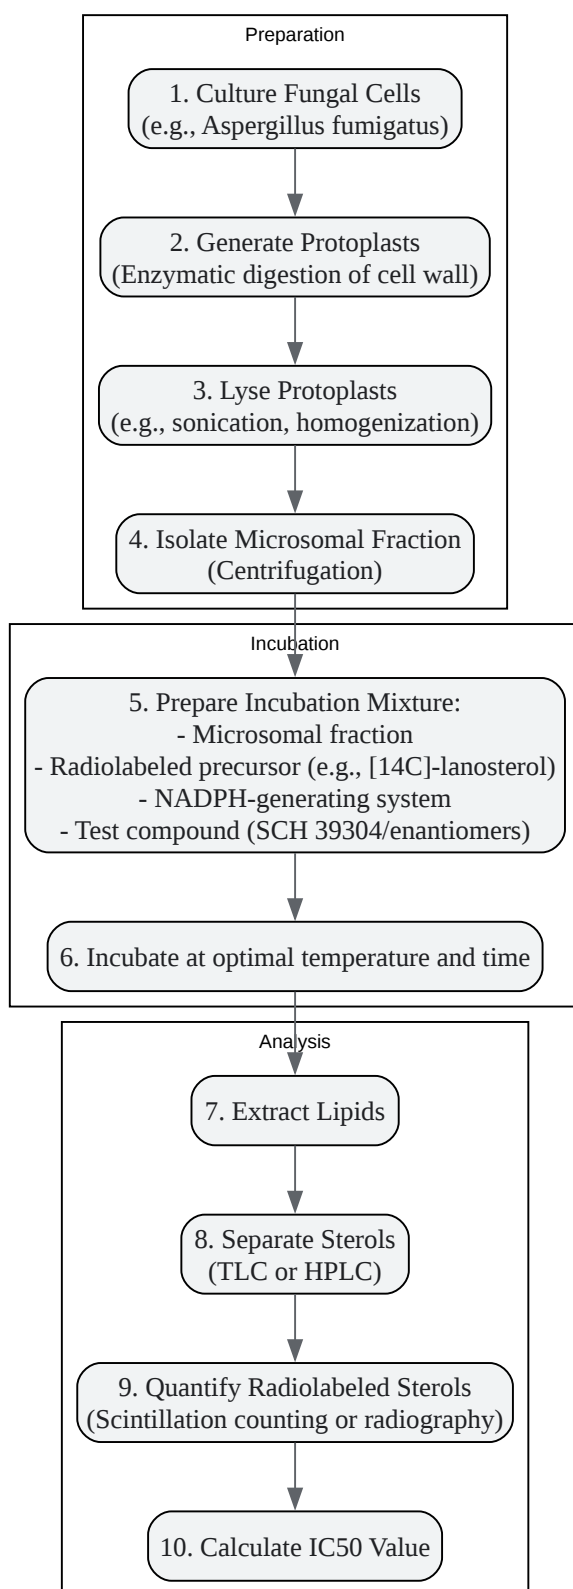 Preparation
1. Culture Fungal Cells
(e.g., Aspergillus fumigatus)
2. Generate Protoplasts
(Enzymatic digestion of cell wall)
3. Lyse Protoplasts
(e.g., sonication, homogenization)
4. Isolate Microsomal Fraction
(Centrifugation)
Incubation
5. Prepare Incubation Mixture:
- Microsomal fraction
- Radiolabeled precursor (e.g., [14C]-lanosterol)
- NADPH-generating system
- Test compound (SCH 39304/enantiomers)
6. Incubate at optimal temperature and time
Analysis
7. Extract Lipids
8. Separate Sterols
(TLC or HPLC)
9. Quantify Radiolabeled Sterols
(Scintillation counting or radiography)
10. Calculate IC50 Value